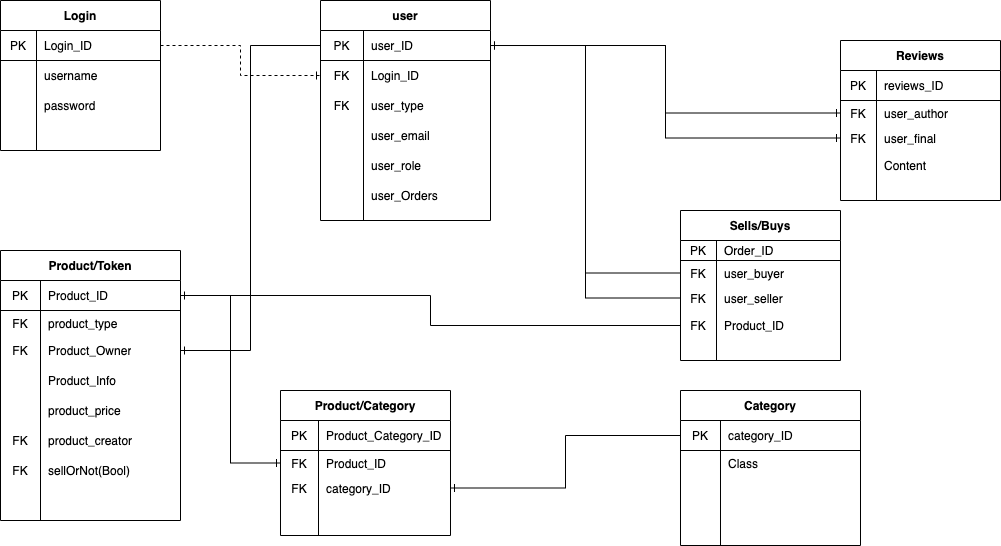 Login
PK Login_ID
username
password
user
PK user_ID
FK Login_ID
FK user_type
user_email
user_role
user_Orders
Reviews
PK reviews_ID
FK user_author
FK user_final
Content
Sells/Buys
PK Order_ID
FK user_buyer
FK user_seller
FK Product_ID
Product/Token
PK Product_ID
FK product_type
FK Product_Owner
Product_Info
product_price
FK product_creator
FK sellOrNot(Bool)
Product/Category
PK Product_Category_ID
FK Product_ID
FK category_ID
Category
PK category_ID
Class